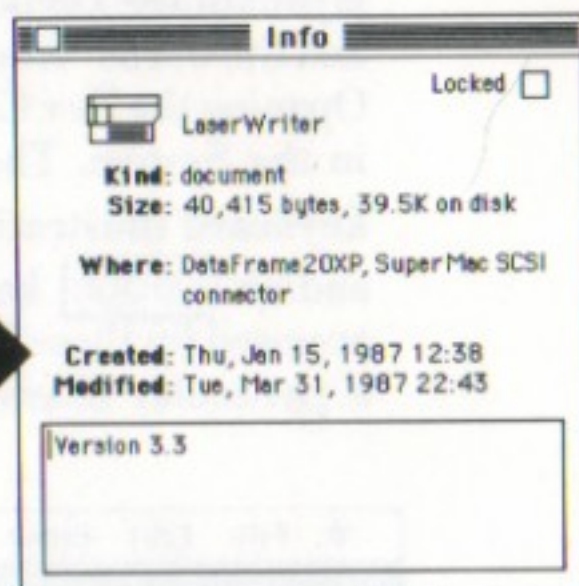 Info
Locked
LaserWriter
Kind: document
Size: 40,415 bytes, 39.5K on disk
Where: DataFrame20XP, SuperMac SCSI
connector
Created: Thu, Jan 15, 1987 12:38
Modified: Tue, Mar 31, 1987 22:43
Version 3.3